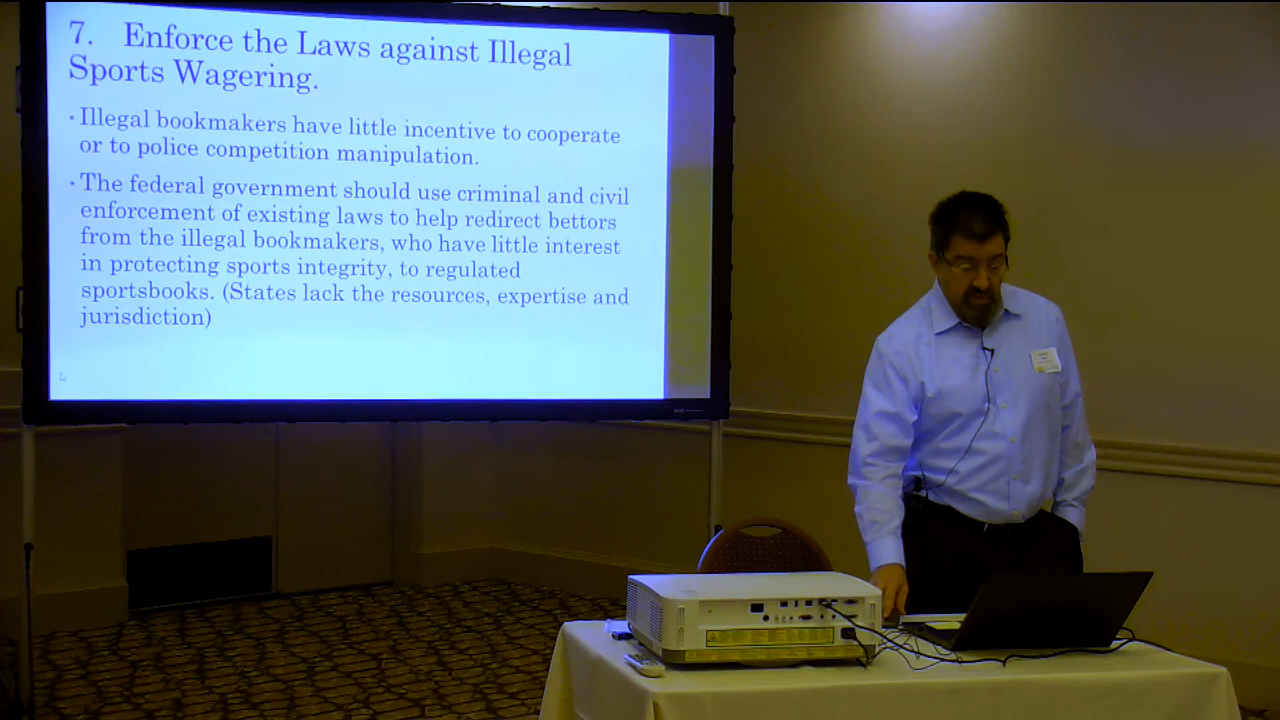 7. Enforce the Laws against Illegal
Sports Wagering.
• Illegal bookmakers have little incentive to cooperate
or to police competition manipulation.
• The federal government should use criminal and civil
enforcement of existing laws to help redirect bettors
from the illegal bookmakers, who have little interest
in protecting sports integrity, to regulated
sportsbooks. (States lack the resources, expertise and
jurisdiction)